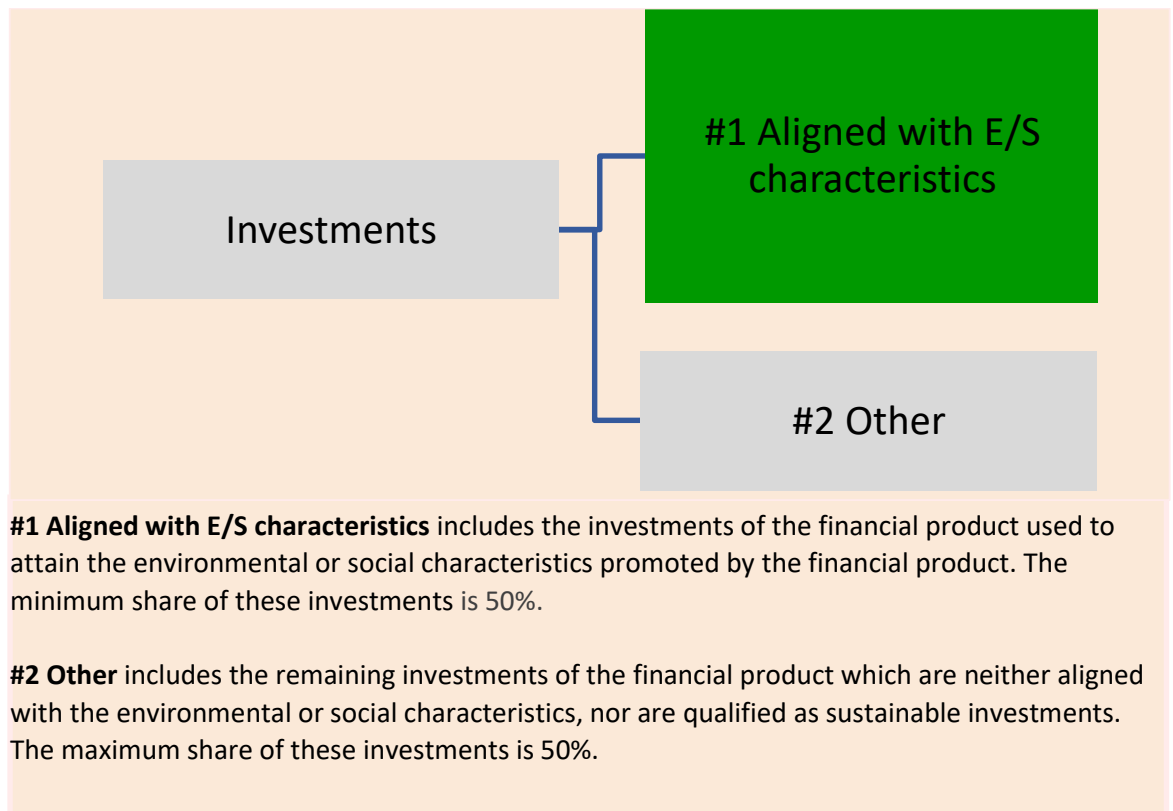 #1 Aligned with E/S
characteristics
Investments
#2 Other
#1 Aligned with E/S characteristics includes the investments of the financial product used to
attain the environmental or social characteristics promoted by the financial product. The
minimum share of these investments is 50%.
#2 Other includes the remaining investments of the financial product which are neither aligned
with the environmental or social characteristics, nor are qualified as sustainable investments.
The maximum share of these investments is 50%.